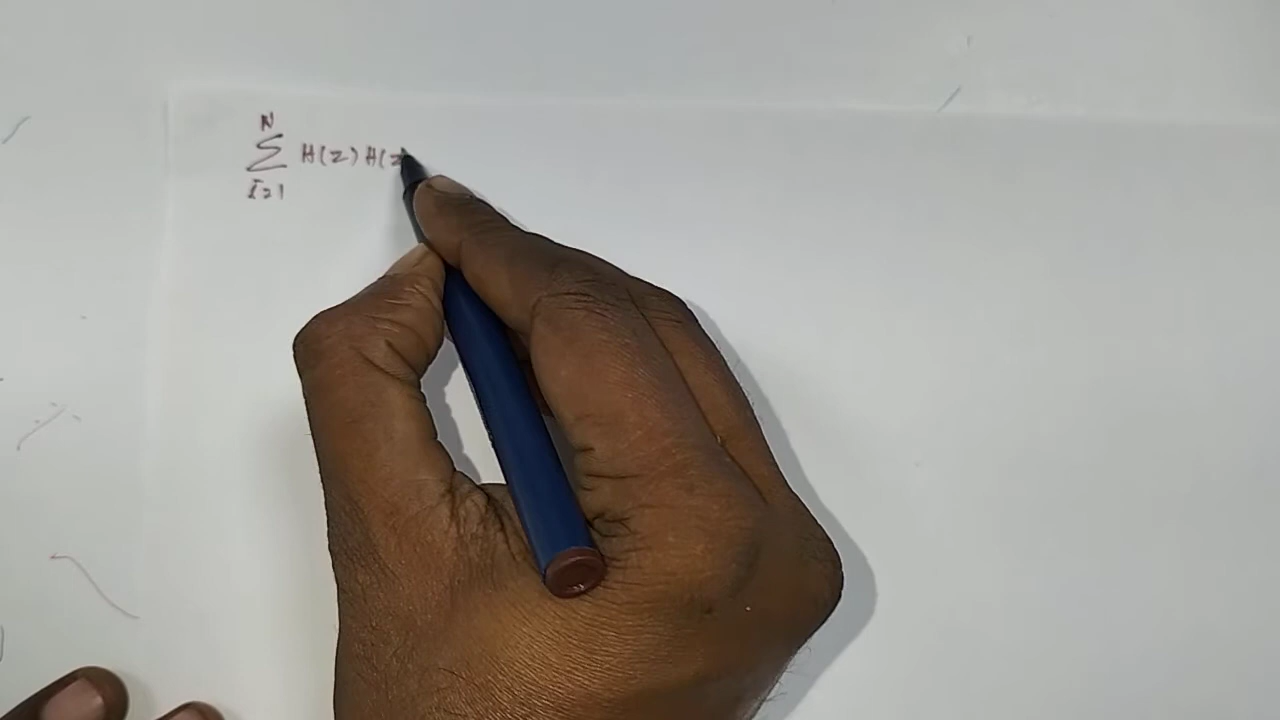 N
∑ H(z) H(z
i=1